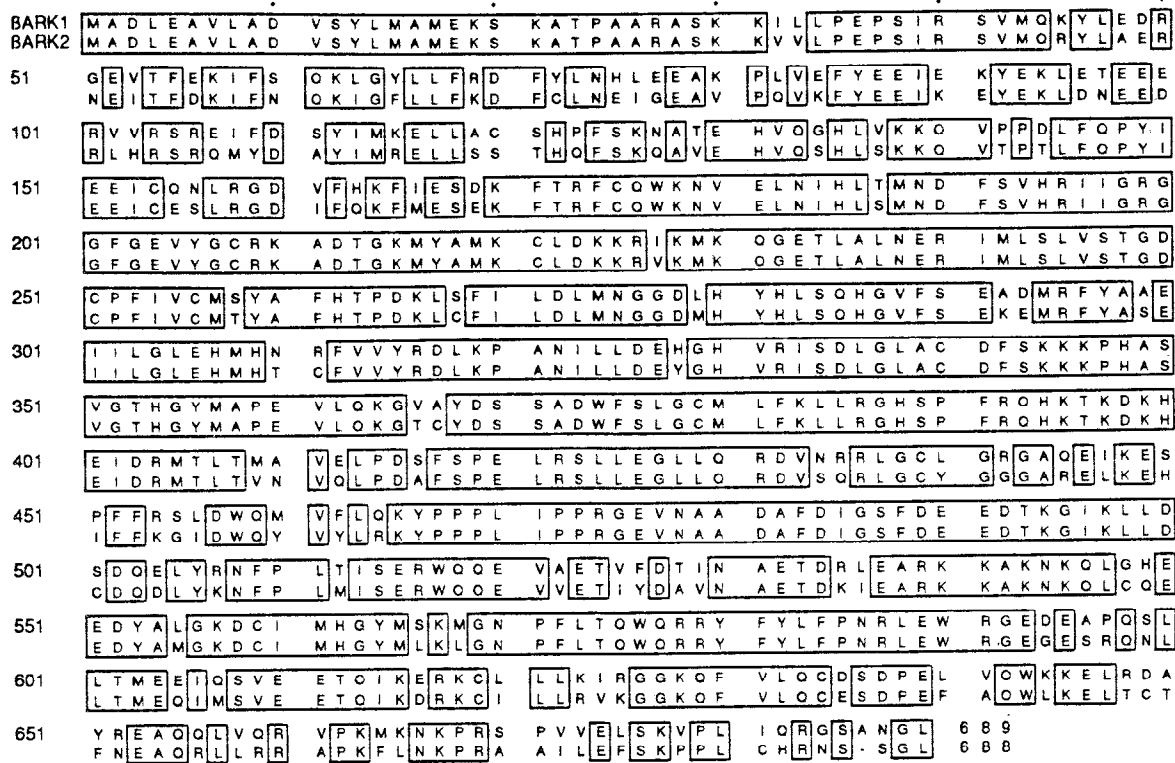 βARK1 MADLEAVLAD VSYLMAMEKS KATPAARASK KILLPEPSIR SVMQKYLEDR
βARK2 MADLEAVLAD VSYLMAMEKS KATPAARASK KVVLPEPSIR SVMQRYLAER
51 GEVTFEKIFS QKLGYLLFRD FYLNHLEEAK PLVEFYEEIE KYEKLETEEE
NEITFDKIFN QKIGFLLFKD FCLNEIGEAV PQVKFYEEIK EYEKLDNEED
101 RVVRSREIFD SYIMKELLAC SHPFSKNATE HVQGHLVKKQ VPPDLFQPYI
RLHRSRQMYD AYIMRELLSS THQFSKQAVE HVQSHLSKKQ VTPTLFQPYI
151 EEICQNLRGD VFHKFIESDK FTRFCQWKNV ELNIHLTMND FSVHRIIGRG
EEICESLRGD IFQKFMESEK FTRFCQWKNV ELNIHLSMND FSVHRIIGRG
201 GFGEVYGCRK ADTGKMYAMK CLDKKRIKMK QGETLALNER IMLSLVSTGD
GFGEVYGCRK ADTGKMYAMK CLDKKRVKMK QGETLALNER IMLSLVSTGD
251 CPFIVCMSYA FHTPDKLSFI LDLMNGGDLH YHLSQHGVFS EADMRFYAAE
CPFIVCMTYA FHTPDKLCFI LDLMNGGDMH YHLSQHGVFS EKEMRFYASE
301 IILGLEHMHN RFVVYRDLKP ANILLDEHGH VRISDLGLAC DFSKKKPHAS
IILGLEHMHT CFVVYRDLKP ANILLDEYGH VRISDLGLAC DFSKKKPHAS
351 VGTHGYMAPE VLQKGVAYDS SADWFSLGCM LFKLLRGHSP FRQHKTKDKH
VGTHGYMAPE VLQKGTCYDS SADWFSLGCM LFKLLRGHSP FRQHKTKDKH
401 EIDRMTLTMA VELPDSFSPE LRSLLEGLLQ RDVNRRLGCL GRGAQEIKES
EIDRMTLTVN VQLPDAFSPE LRSLLEGLLQ RDVSQRLGCY GGGARELKEH
451 PFFRSLDWQM VFLQKYPPPL IPPRGEVNAA DAFDIGSFDE EDTKGIKLLD
IFFKGIDWQY VYLRKYPPPL IPPRGEVNAA DAFDIGSFDE EDTKGIKLLD
501 SDQELYRNFP LTISERWQQE VAETVFDTIN AETDRLEARK KAKNKQLGHE
CDQDLYKNFP LMISERWQQE VVETIYDAVN AETDKIEARK KAKNKQLCQE
551 EDYALGKDCI MHGYMSKMGN PFLTQWQRRY FYLFPNRLEW RGEDEAPQSL
EDYAMGKDCI MHGYMLKLGN PFLTQWQRRY FYLFPNRLEW RGEGESRQNL
601 LTMEEIQSVE ETQIKERKCL LLKIRGGKQF VLQCDSDPEL VQWKKELRDA
LTMEQIMSVE ETQIKDRKCI LLRVKGGKQF VLQCESDPEF AQWLKELTCT
651 YREAQQLVQR VPKMKNKPRS PVVELSKVPL IQRGSANGL 689
FNEAQRLLRR APKFLNKPRA AILEFSKPPL CHRNS-SGL 688